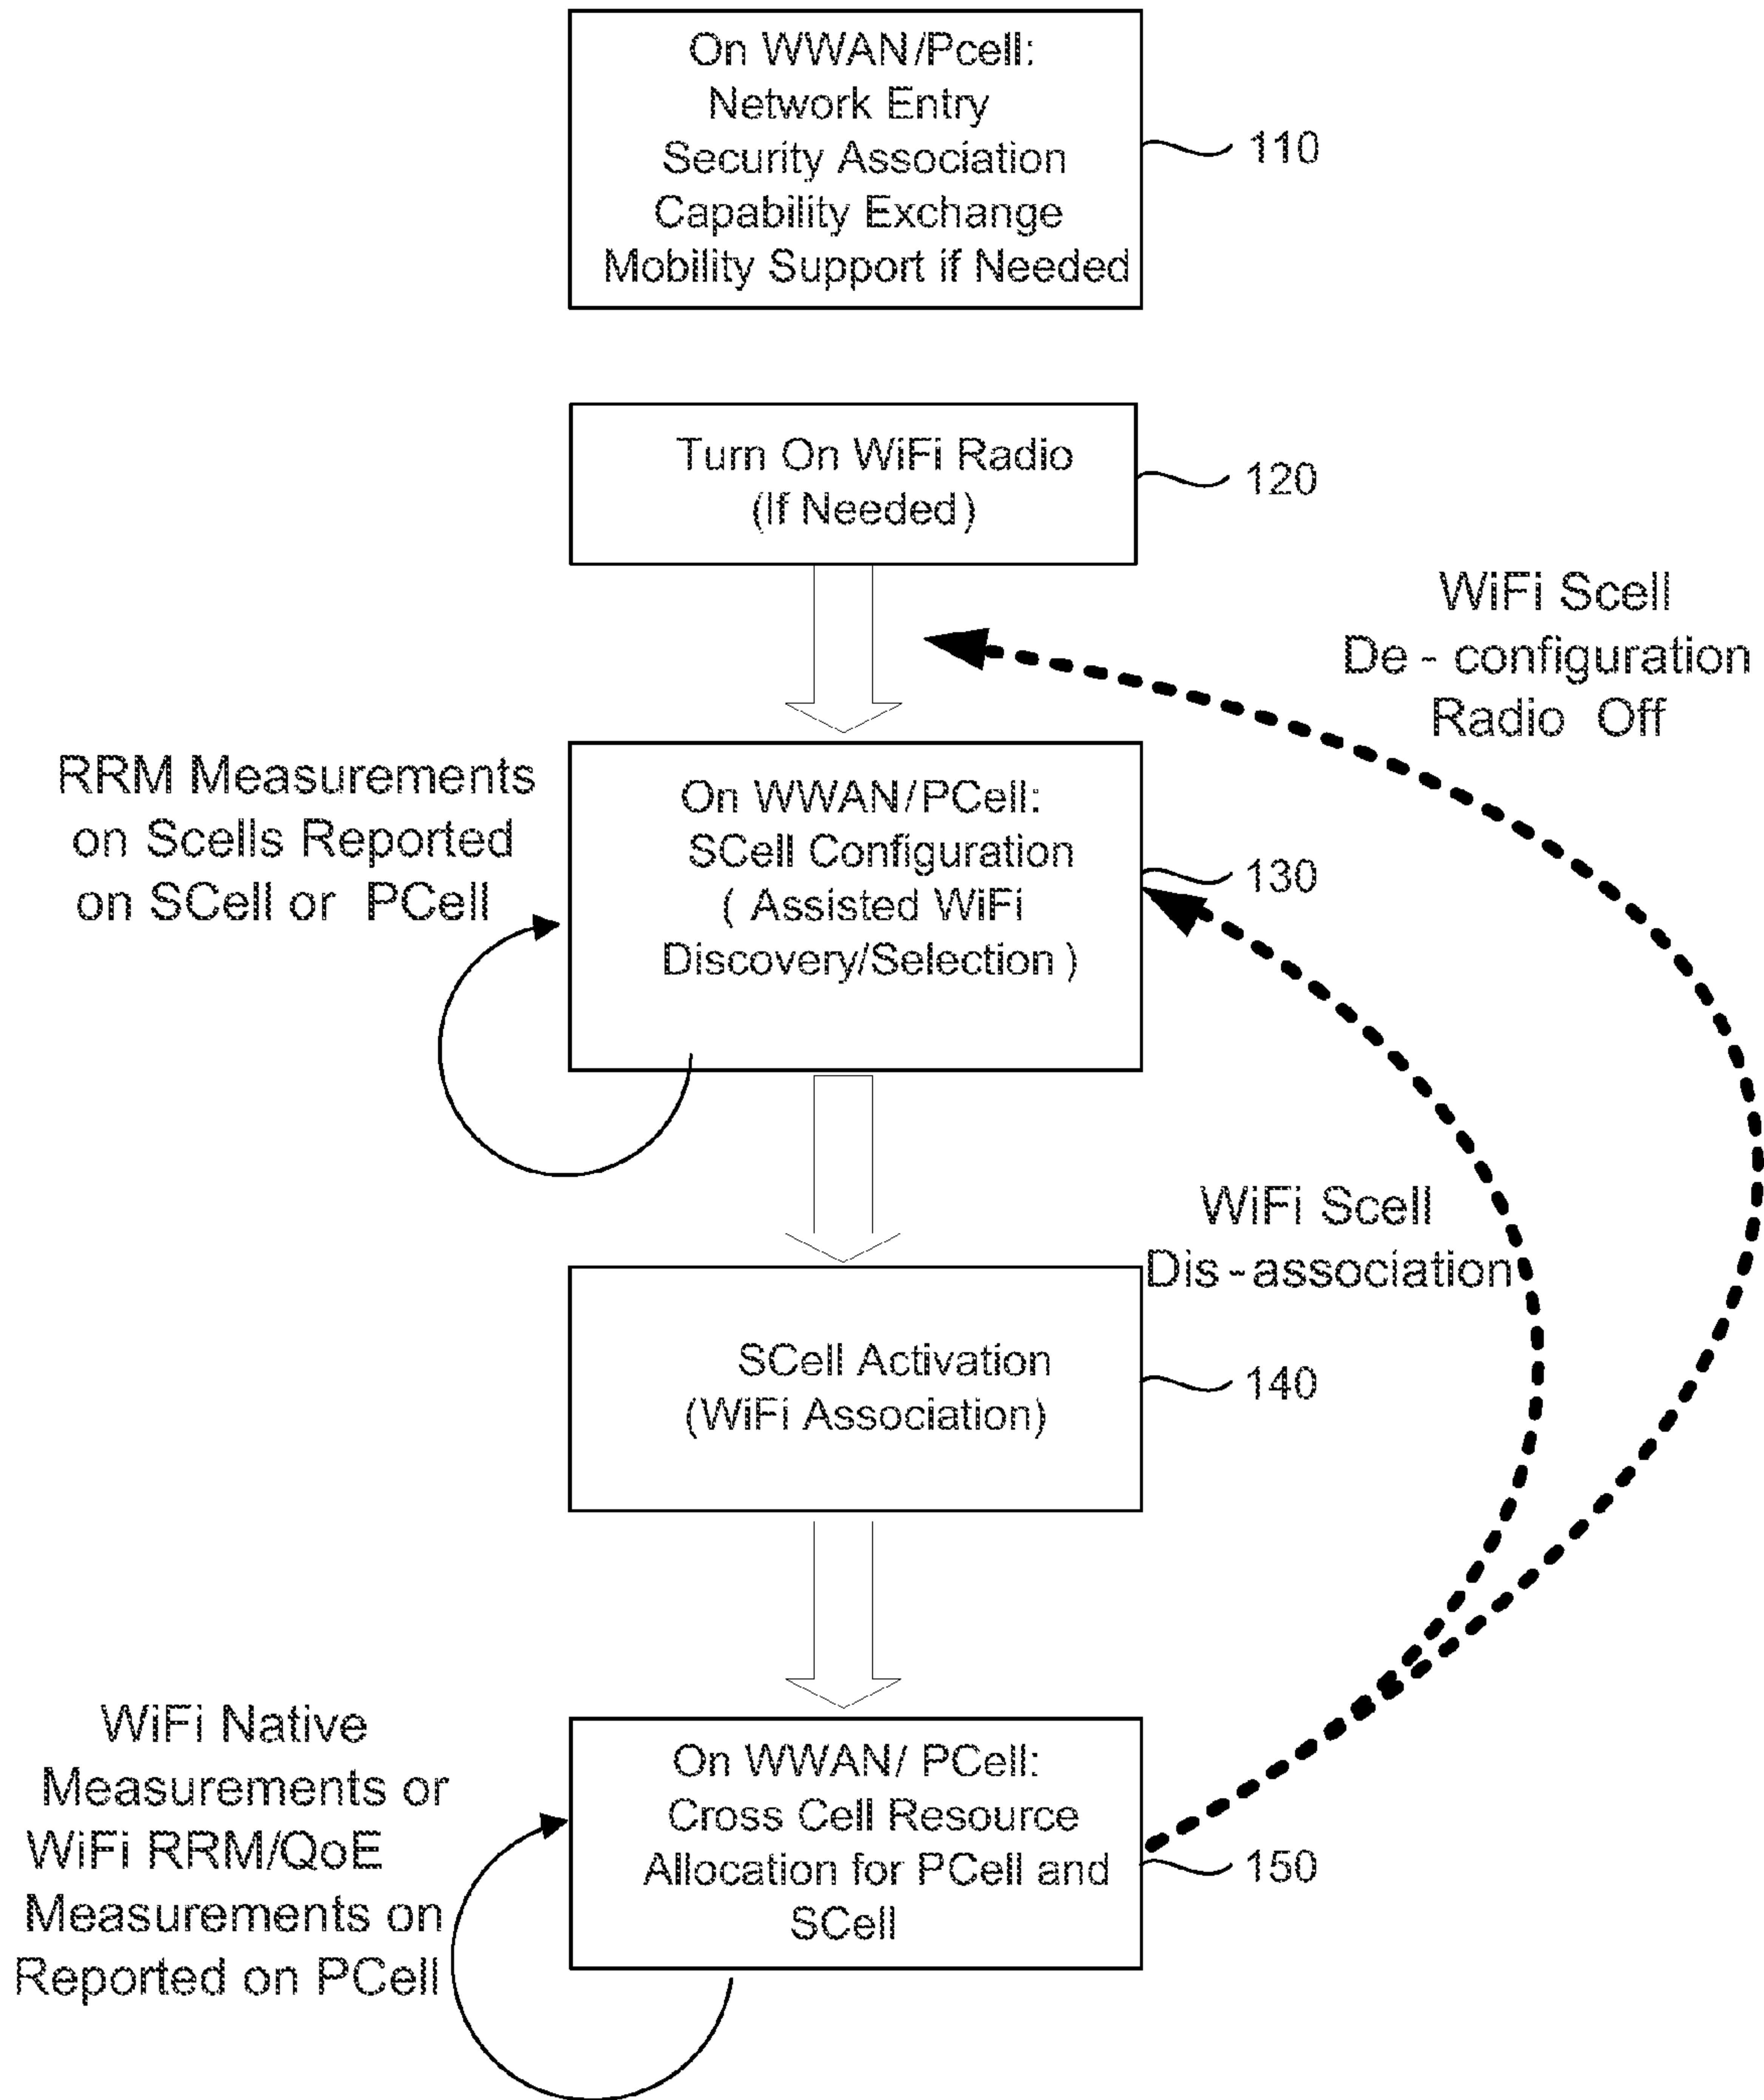 On WWAN/Pcell:
Network Entry
Security Association
Capability Exchange
Mobility Support if Needed
110
Turn On WiFi Radio
(If Needed)
120
WiFi Scell
De - configuration
Radio Off
RRM Measurements
on Scells Reported
on SCell or PCell
On WWAN/PCell:
SCell Configuration
( Assisted WiFi
Discovery/Selection )
130
WiFi Scell
Dis - association
SCell Activation
(WiFi Association)
140
WiFi Native
Measurements or
WiFi RRM/QoE
Measurements on
Reported on PCell
On WWAN/ PCell:
Cross Cell Resource
Allocation for PCell and
SCell
150